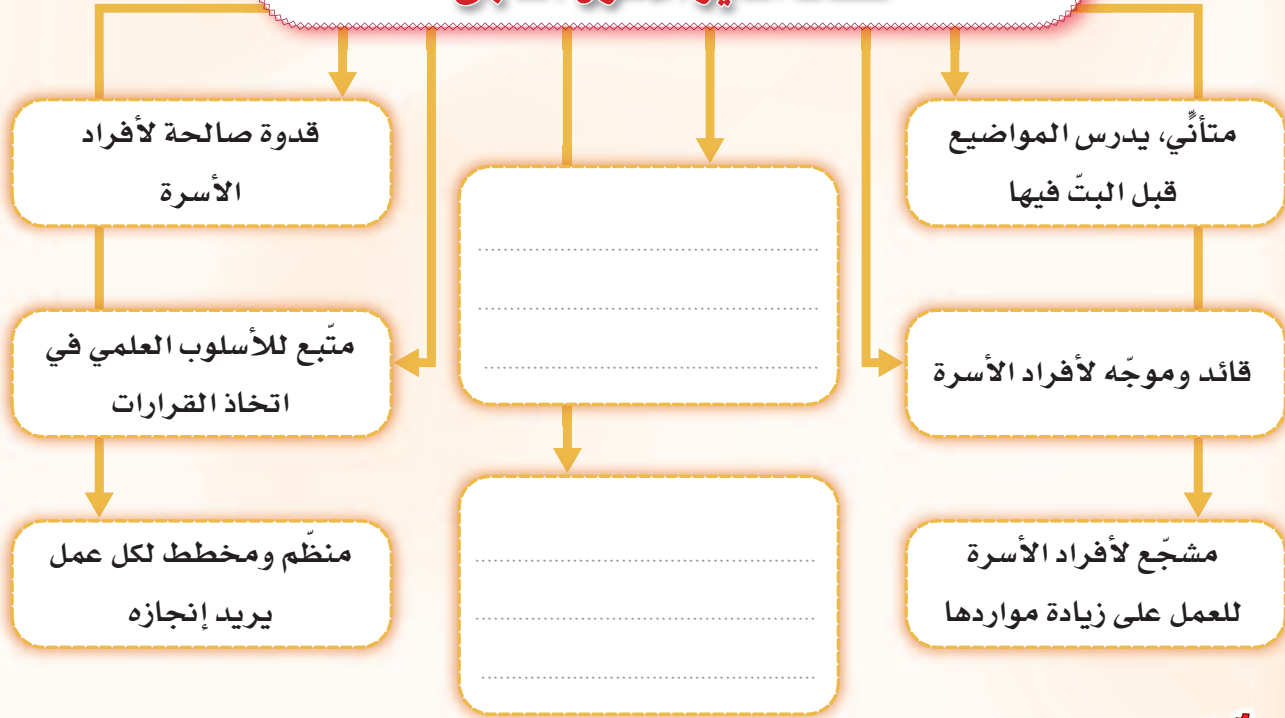 متأنٍّي، يدرس المواضيع
قبل البتّ فيها
قدوة صالحة لأفراد
الأسرة
قائد وموجّه لأفراد الأسرة
متّبع للأسلوب العلمي في
اتخاذ القرارات
مشجّع لأفراد الأسرة
للعمل على زيادة مواردها
منظّم ومخطط لكل عمل
يريد إنجازه